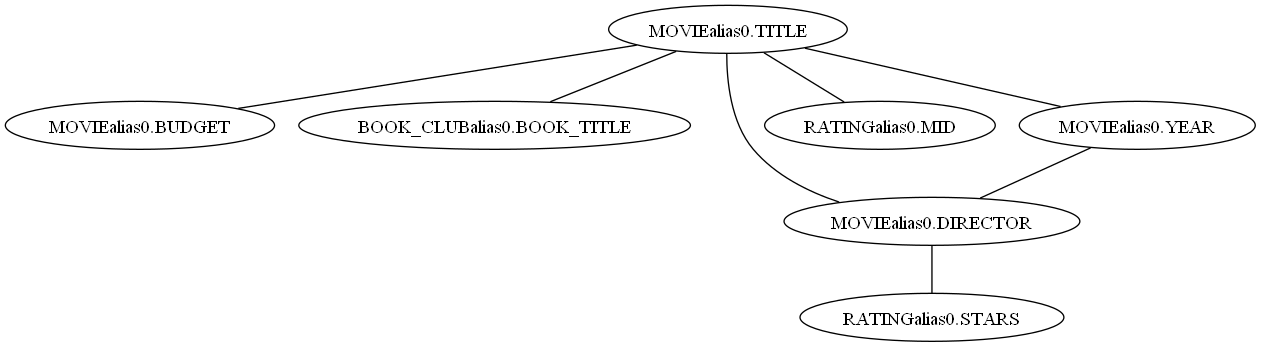 MOVIEalias0.TITLE
MOVIEalias0.BUDGET
BOOK_CLUBalias0.BOOK_TITLE
RATINGalias0.MID
MOVIEalias0.YEAR
MOVIEalias0.DIRECTOR
RATINGalias0.STARS